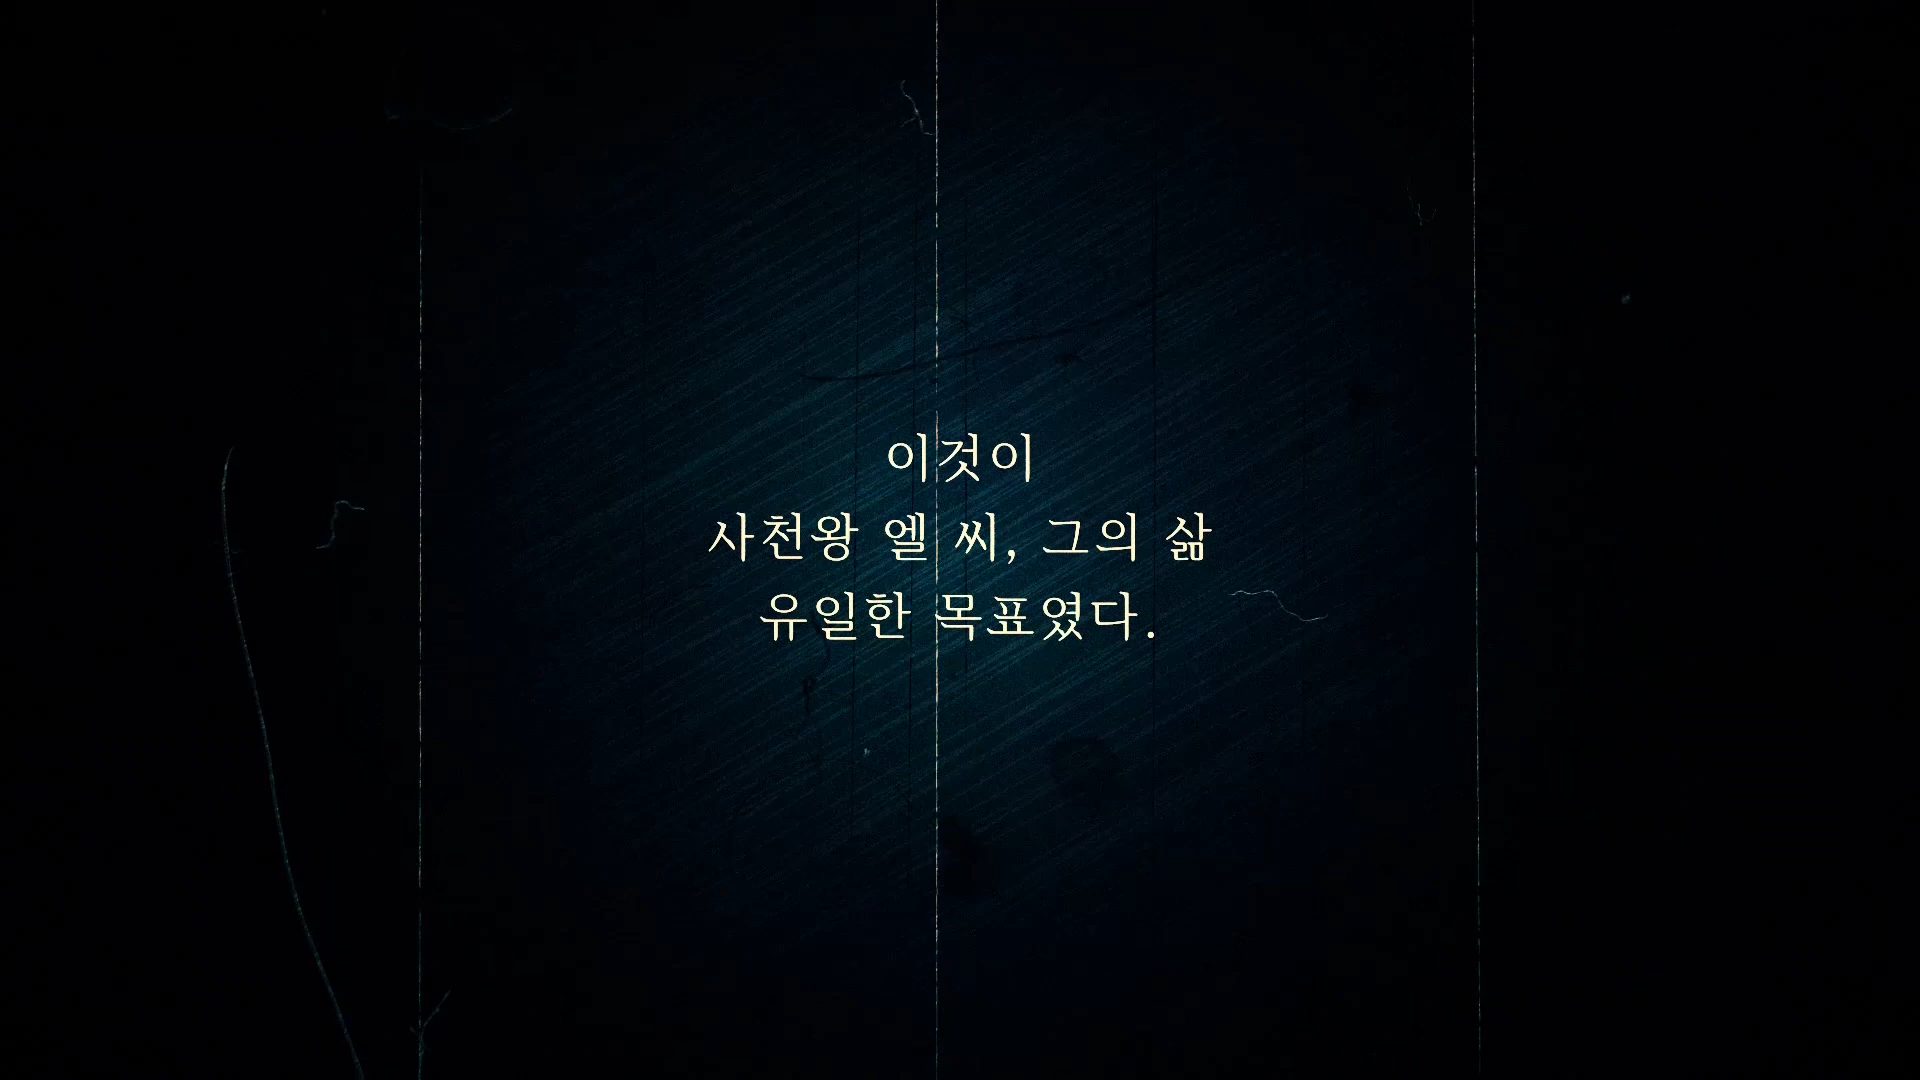 이것이
사천왕 엘 씨, 그의 삶
유일한 목표였다.